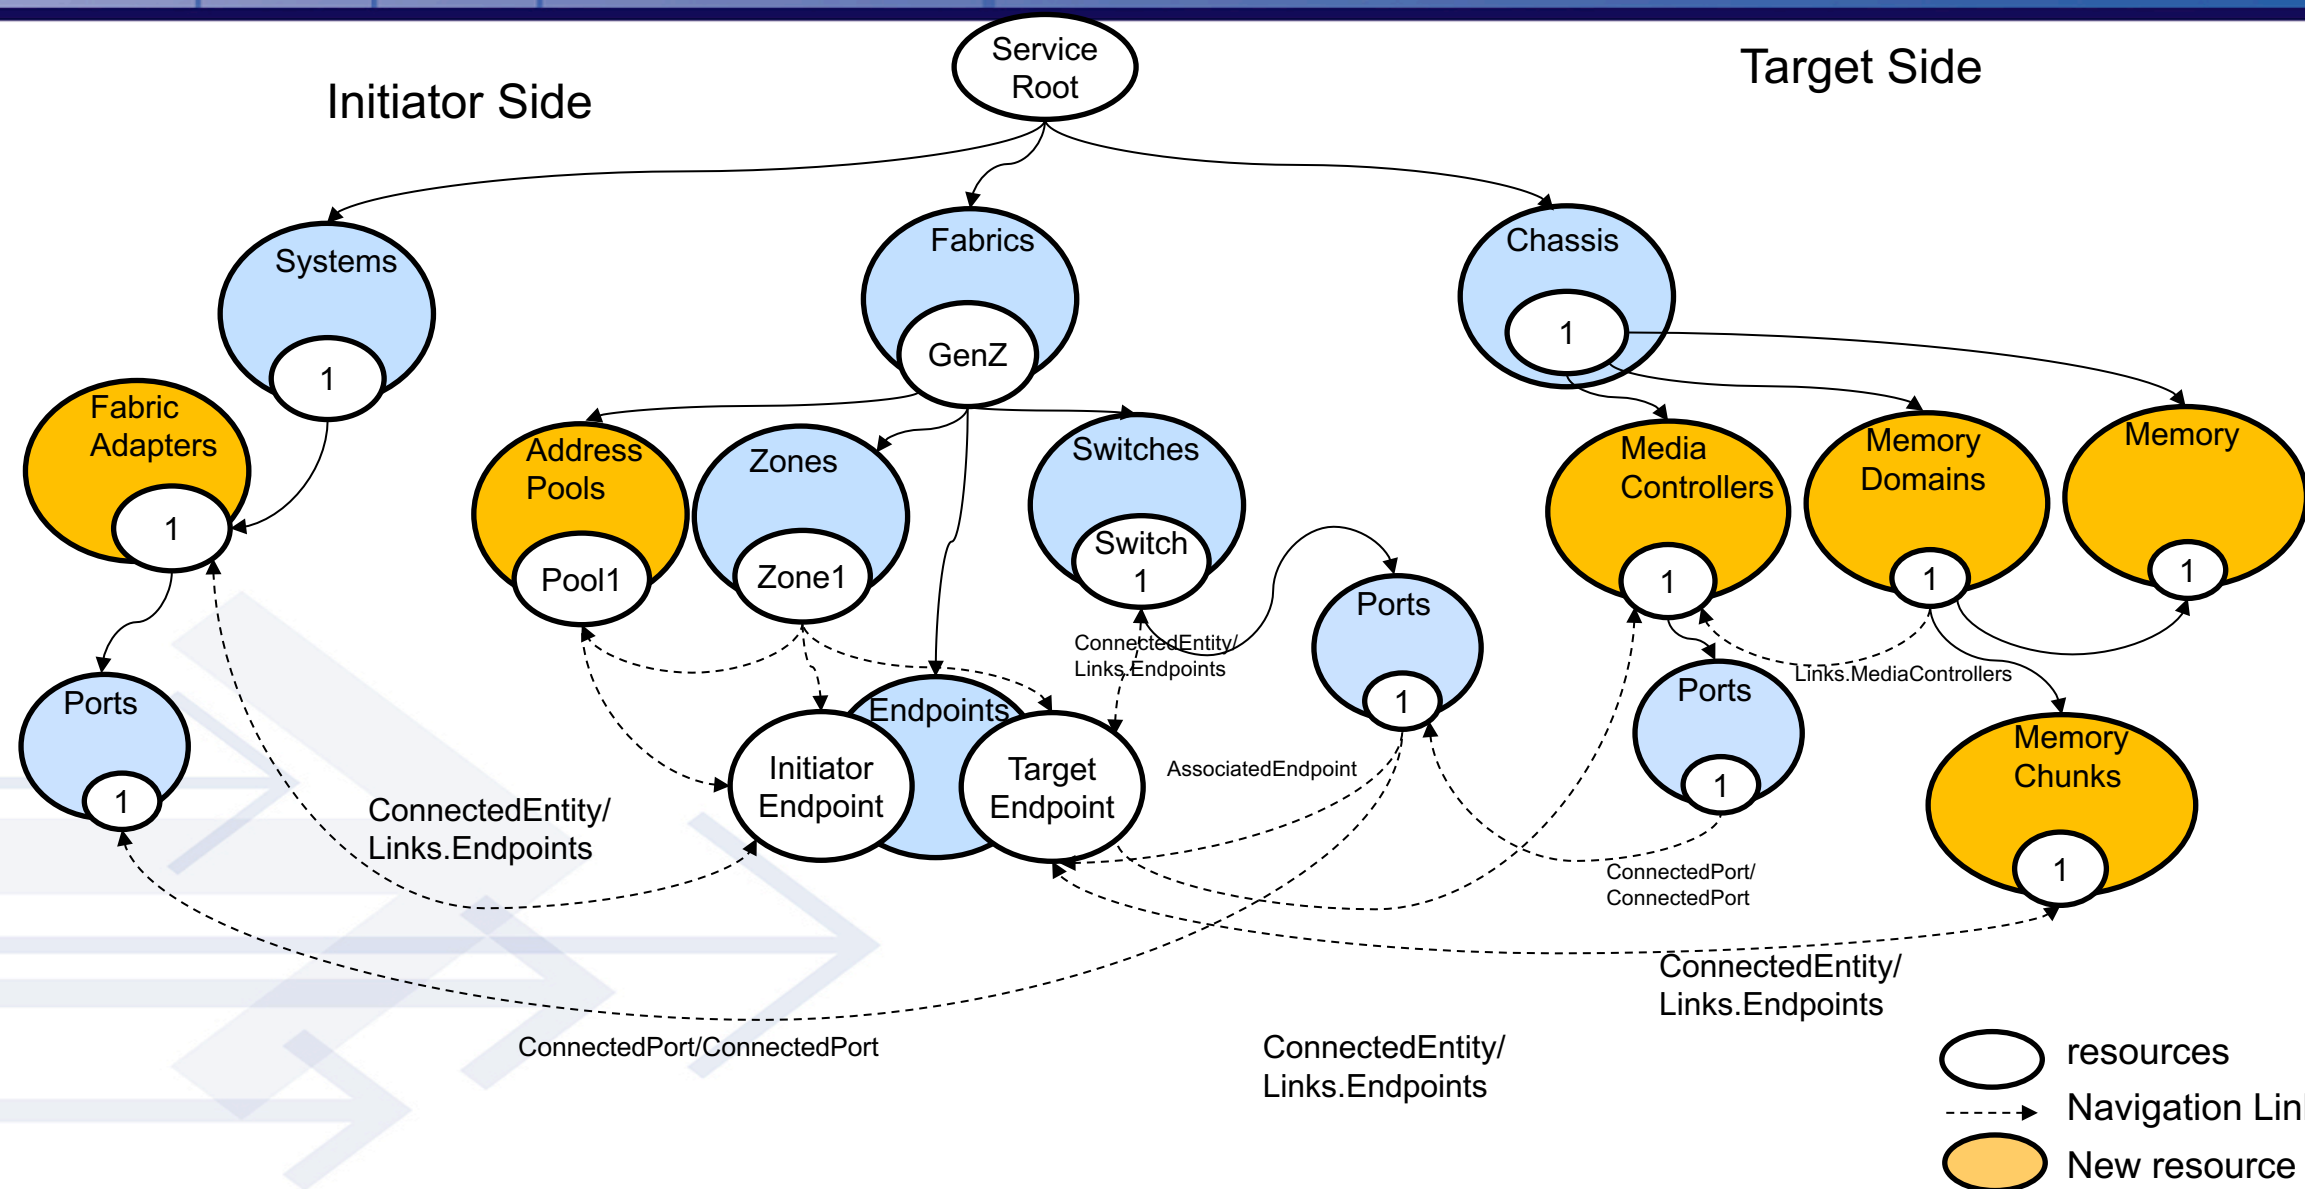 Service
Root
Initiator Side
Target Side
Systems
1
Fabrics
GenZ
Chassis
1
Fabric
Adapters
1
Address
Pools
Pool1
Zones
Zone1
Switches
Switch
1
Media
Controllers
1
Memory
Domains
1
Memory
1
Ports
1
ConnectedEntity/
Links.Endpoints
Ports
1
Links.MediaControllers
Ports
1
Endpoints
Initiator
Endpoint
Target
Endpoint
AssociatedEndpoint
Memory
Chunks
1
ConnectedEntity/
Links.Endpoints
ConnectedPort/
ConnectedPort
ConnectedEntity/
Links.Endpoints
ConnectedPort/ConnectedPort
ConnectedEntity/
Links.Endpoints
resources
Navigation
New resource